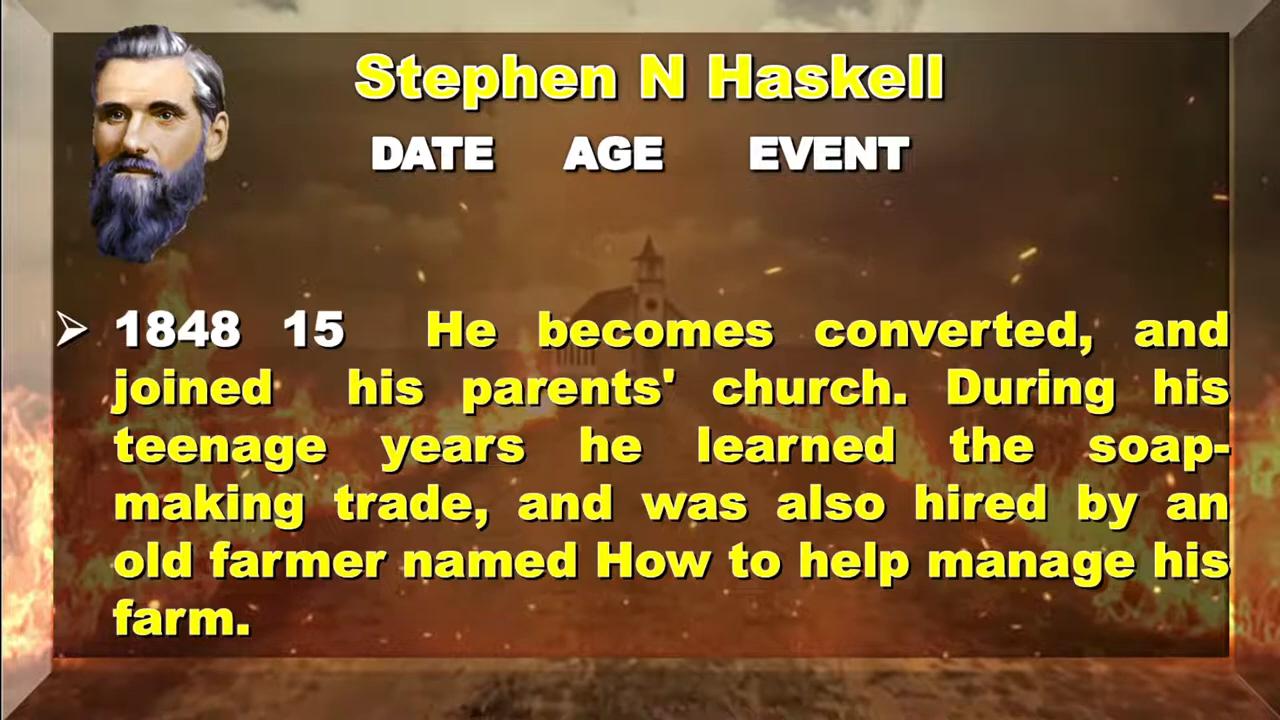 Stephen N Haskell
DATE AGE EVENT
➢ 1848 15 He becomes converted, and
joined his parents' church. During his
teenage years he learned the soap-
making trade, and was also hired by an
old farmer named How to help manage his
farm.